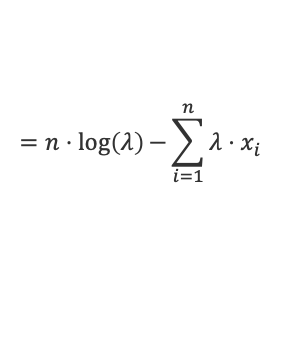 = n · log(λ) − ∑_{i=1}^{n} λ · x_i